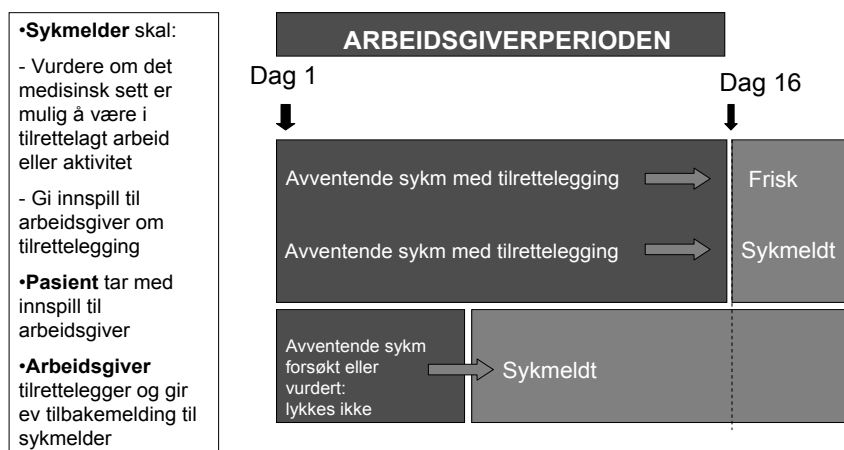 •Sykmelder skal:
- Vurdere om det
medisinsk sett er
mulig å være i
tilrettelagt arbeid
eller aktivitet
- Gi innspill til
arbeidsgiver om
tilrettelegging
•Pasient tar med
innspill til
arbeidsgiver
•Arbeidsgiver
tilrettelegger og gir
ev tilbakemelding til
sykmelder
ARBEIDSGIVERPERIODEN
Dag 1
Dag 16
Avventende sykm med tilrettelegging
Frisk
Avventende sykm med tilrettelegging
Sykmeldt
Avventende sykm
forsøkt eller
vurdert:
lykkes ikke
Sykmeldt